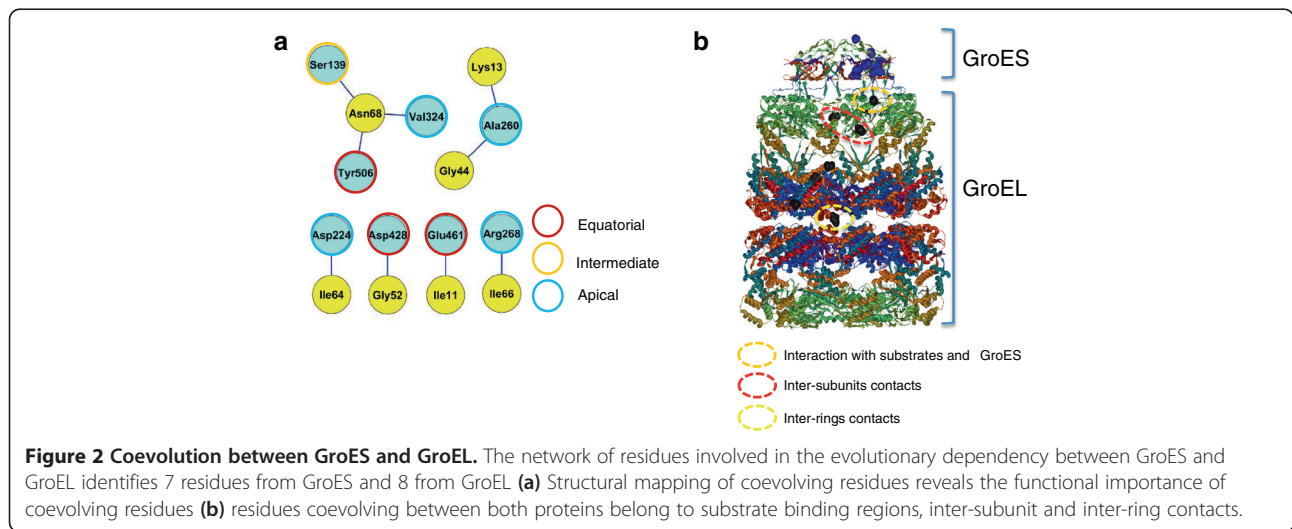 a
Ser139
Lys13
Asn68
Val324
Ala260
Tyr506
Gly44
Asp224
Asp428
Glu461
Arg268
Equatorial
Intermediate
Ile64
Gly52
Ile11
Ile66
Apical
b
GroES
GroEL
Interaction with substrates and GroES
Inter-subunits contacts
Inter-rings contacts
Figure 2 Coevolution between GroES and GroEL. The network of residues involved in the evolutionary dependency between GroES and
GroEL identifies 7 residues from GroES and 8 from GroEL (a) Structural mapping of coevolving residues reveals the functional importance of
coevolving residues (b) residues coevolving between both proteins belong to substrate binding regions, inter-subunit and inter-ring contacts.